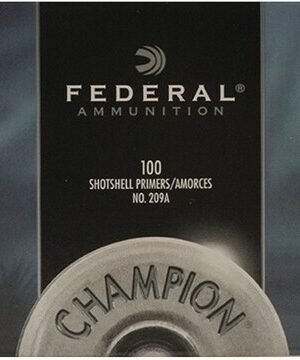 FEDERAL®
AMMUNITION
100
SHOTSHELL PRIMERS/AMORCES
NO. 209A
CHAMPION